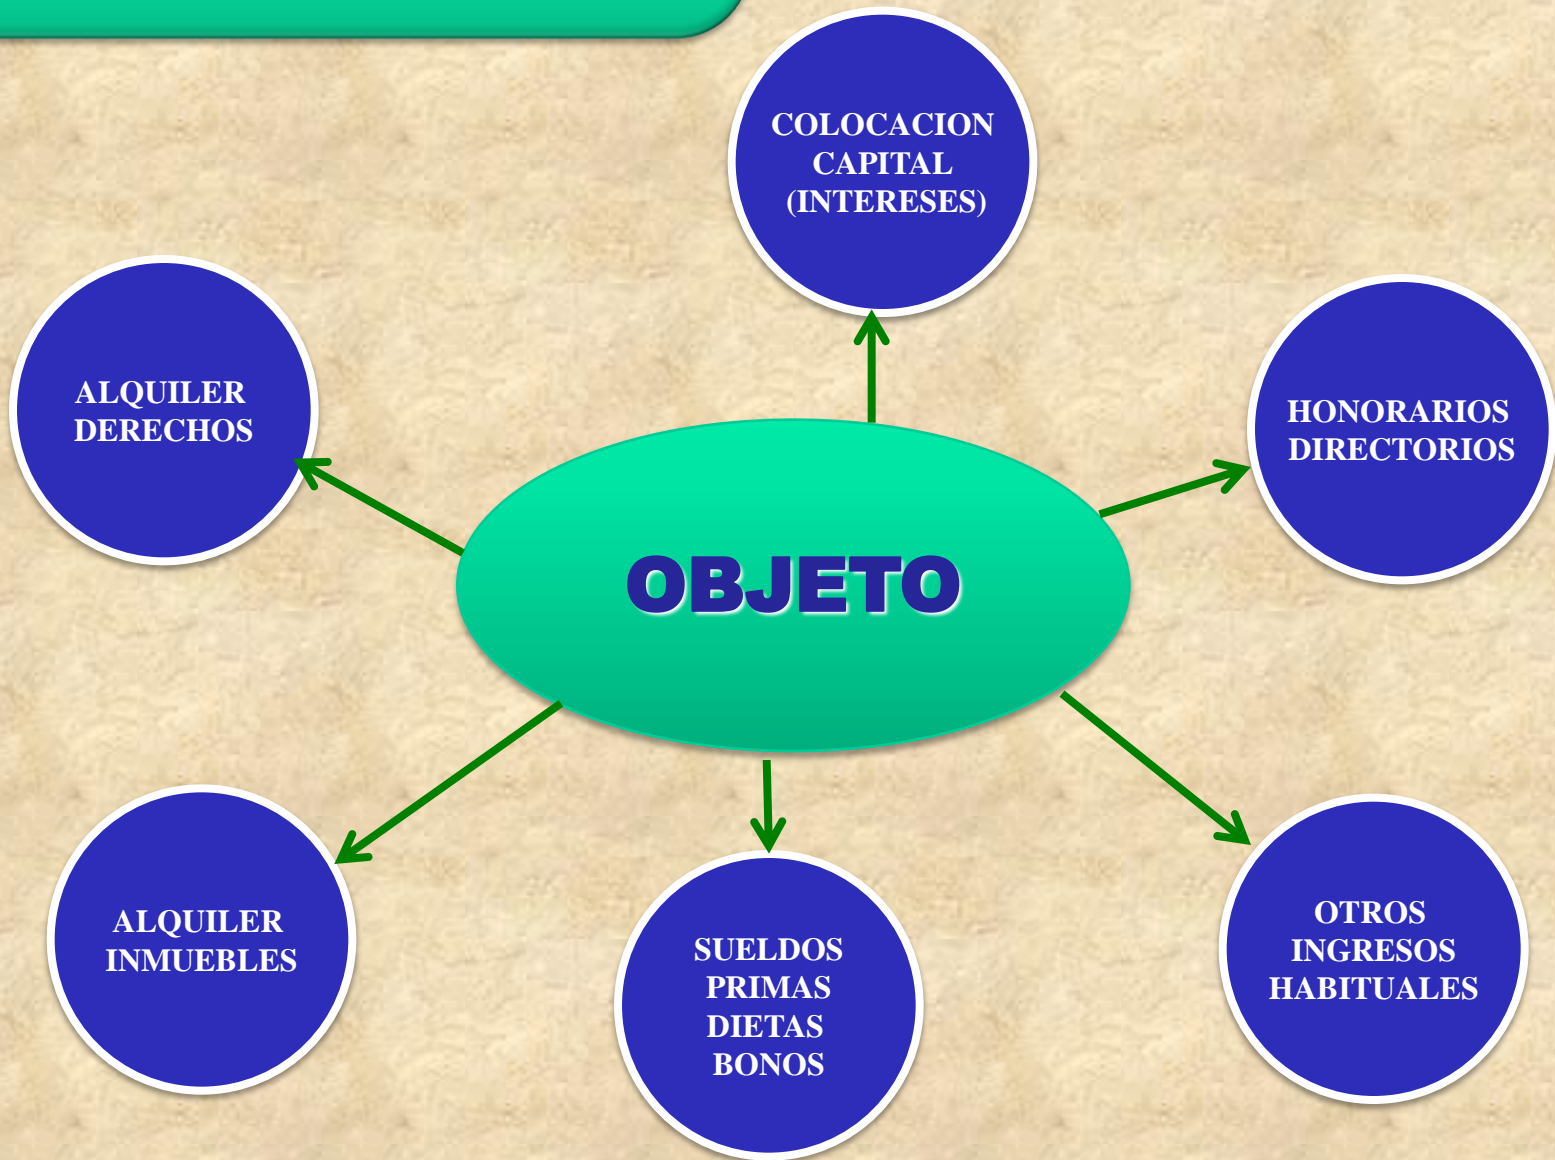 COLOCACION
CAPITAL
(INTERESES)
ALQUILER
DERECHOS
HONORARIOS
DIRECTORIOS
OBJETO
ALQUILER
INMUEBLES
SUELDOS
PRIMAS
DIETAS
BONOS
OTROS
INGRESOS
HABITUALES